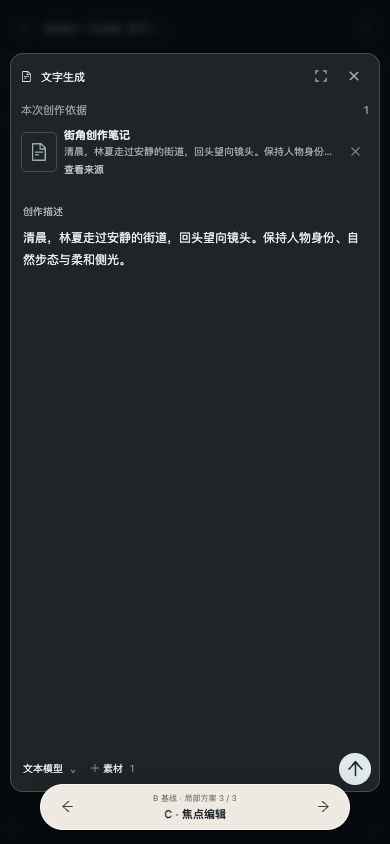 文字生成
本次创作依据 1
街角创作笔记
清晨，林夏走过安静的街道，回头望向镜头。保持人物身份...
查看来源
创作描述
清晨，林夏走过安静的街道，回头望向镜头。保持人物身份、自
然步态与柔和侧光。
文本模型 素材 1
B 基线 · 局部方案 3 / 3
C · 焦点编辑